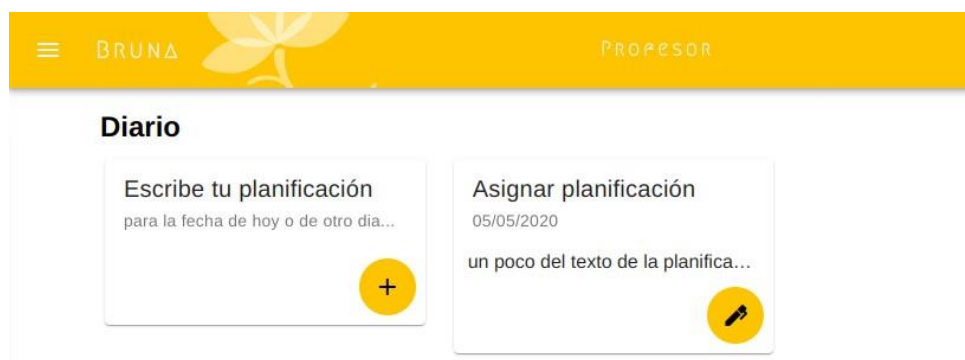 BRUNA
PROFESOR
Diario
Escribe tu planificación
para la fecha de hoy o de otro dia...
Asignar planificación
05/05/2020
un poco del texto de la planifica...